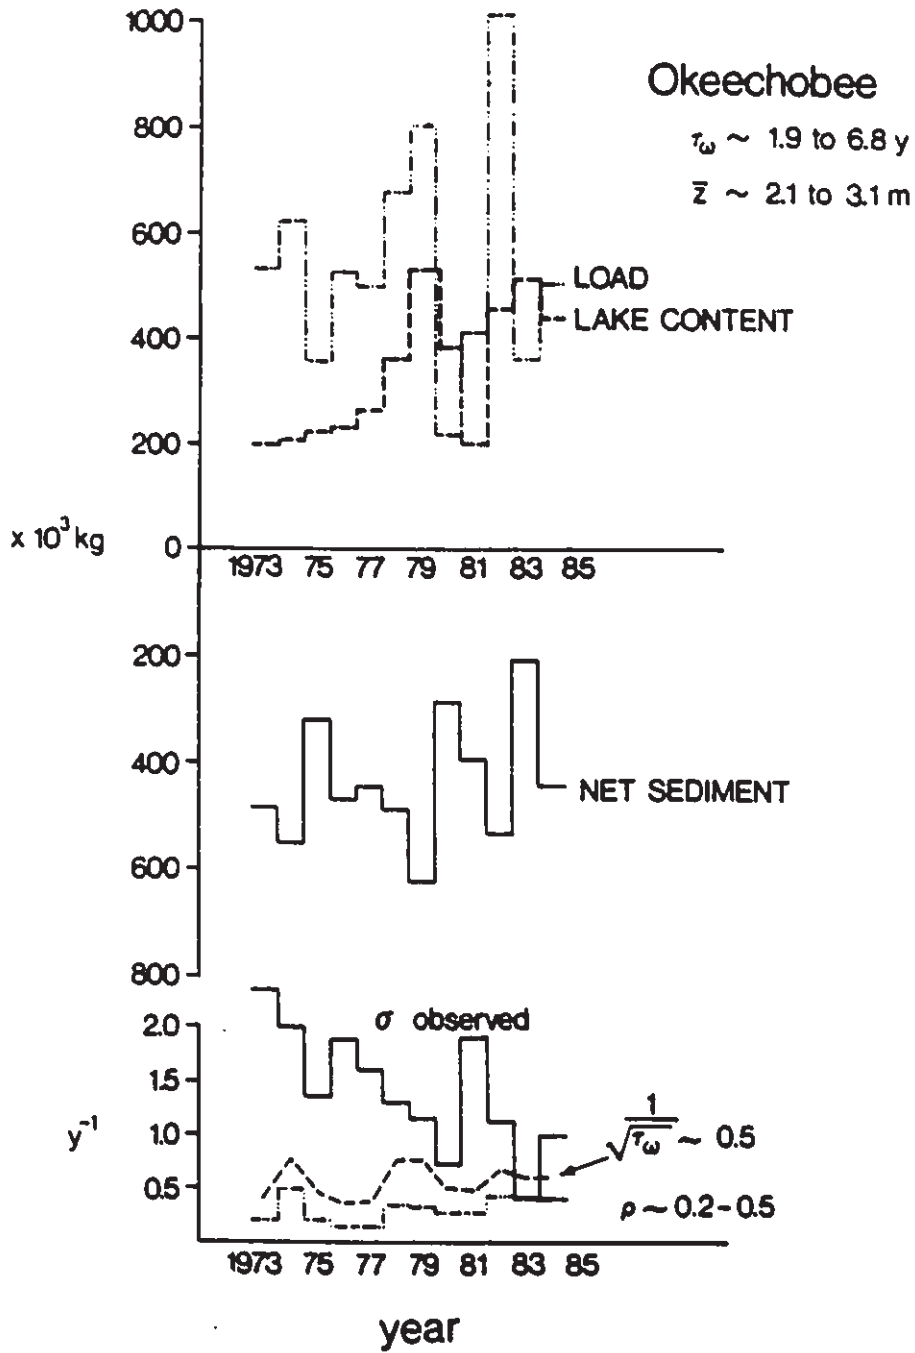 Okeechobee
τω ~ 1.9 to 6.8 y
z̄ ~ 2.1 to 3.1 m
1000
800
600
400
200
0
x 10³ kg
LOAD
LAKE CONTENT
1973 75 77 79 81 83 85
200
400
600
800
NET SEDIMENT
σ observed
2.0
1.5
1.0
0.5
y⁻¹
1/√τω ~ 0.5
ρ ~ 0.2-0.5
1973 75 77 79 81 83 85
year